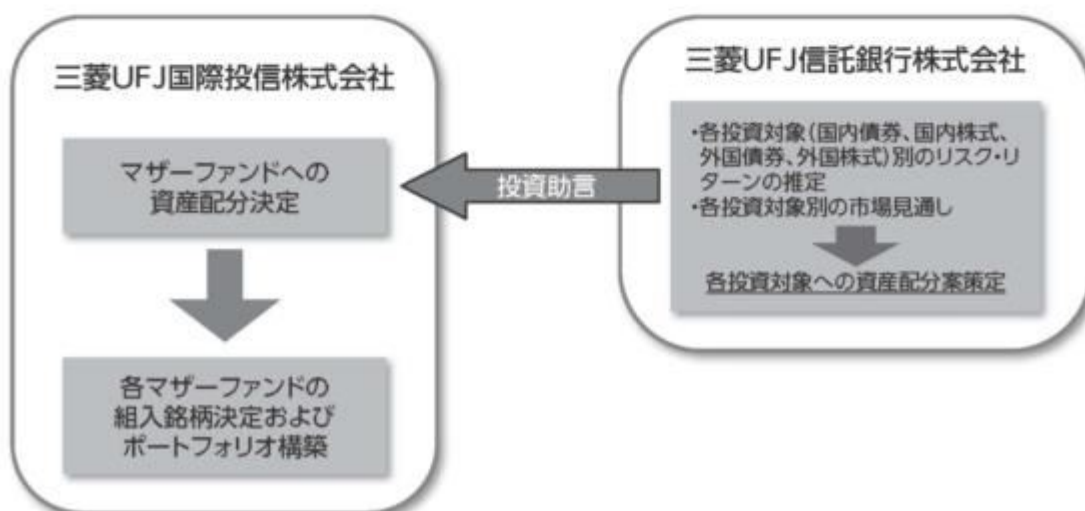 三菱UFJ国際投信株式会社
マザーファンドへの
資産配分決定
各マザーファンドの
組入銘柄決定および
ポートフォリオ構築
投資助言
三菱UFJ信託銀行株式会社
・各投資対象(国内債券、国内株式、
外国債券、外国株式)別のリスク・リ
ターンの推定
・各投資対象別の市場見通し
各投資対象への資産配分案策定